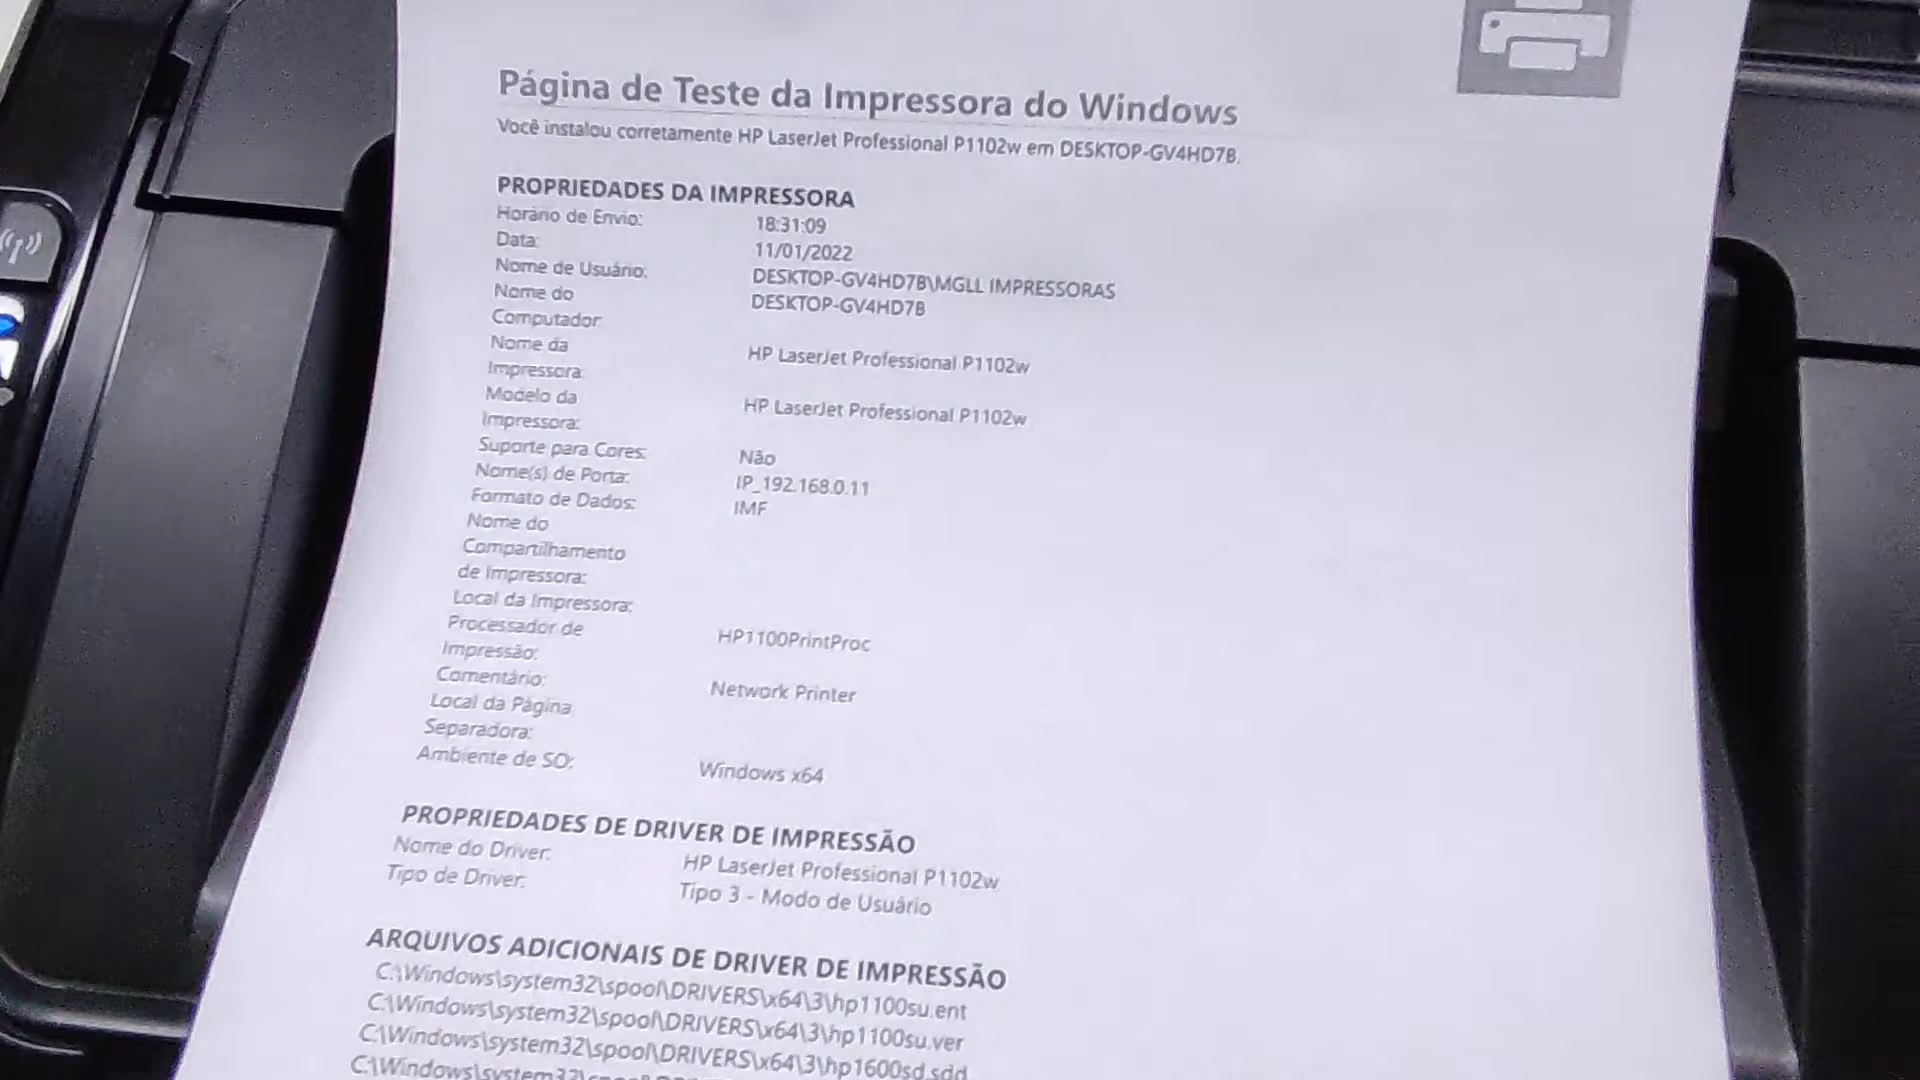 Página de Teste da Impressora do Windows
Você instalou corretamente HP LaserJet Professional P1102w em DESKTOP-GV4HD7B.
PROPRIEDADES DA IMPRESSORA
Horário de Envio: 18:31:09
Data: 11/01/2022
Nome de Usuário: DESKTOP-GV4HD7B\MGLL IMPRESSORAS
Nome do DESKTOP-GV4HD7B
Computador:
Nome da HP LaserJet Professional P1102w
Impressora:
Modelo da HP LaserJet Professional P1102w
Impressora:
Suporte para Cores: Não
Nome(s) de Porta: IP_192.168.0.11
Formato de Dados: IMF
Nome do
Compartilhamento
de Impressora:
Local da Impressora:
Processador de HP1100PrintProc
Impressão:
Comentário: Network Printer
Local da Página
Separadora:
Ambiente de SO: Windows x64
PROPRIEDADES DE DRIVER DE IMPRESSÃO
Nome do Driver: HP LaserJet Professional P1102w
Tipo de Driver: Tipo 3 - Modo de Usuário
ARQUIVOS ADICIONAIS DE DRIVER DE IMPRESSÃO
C:\Windows\system32\spool\DRIVERS\x64\3\hp1100su.ent
C:\Windows\system32\spool\DRIVERS\x64\3\hp1100su.ver
C:\Windows\system32\spool\DRIVERS\x64\3\hp1600sd.sdd